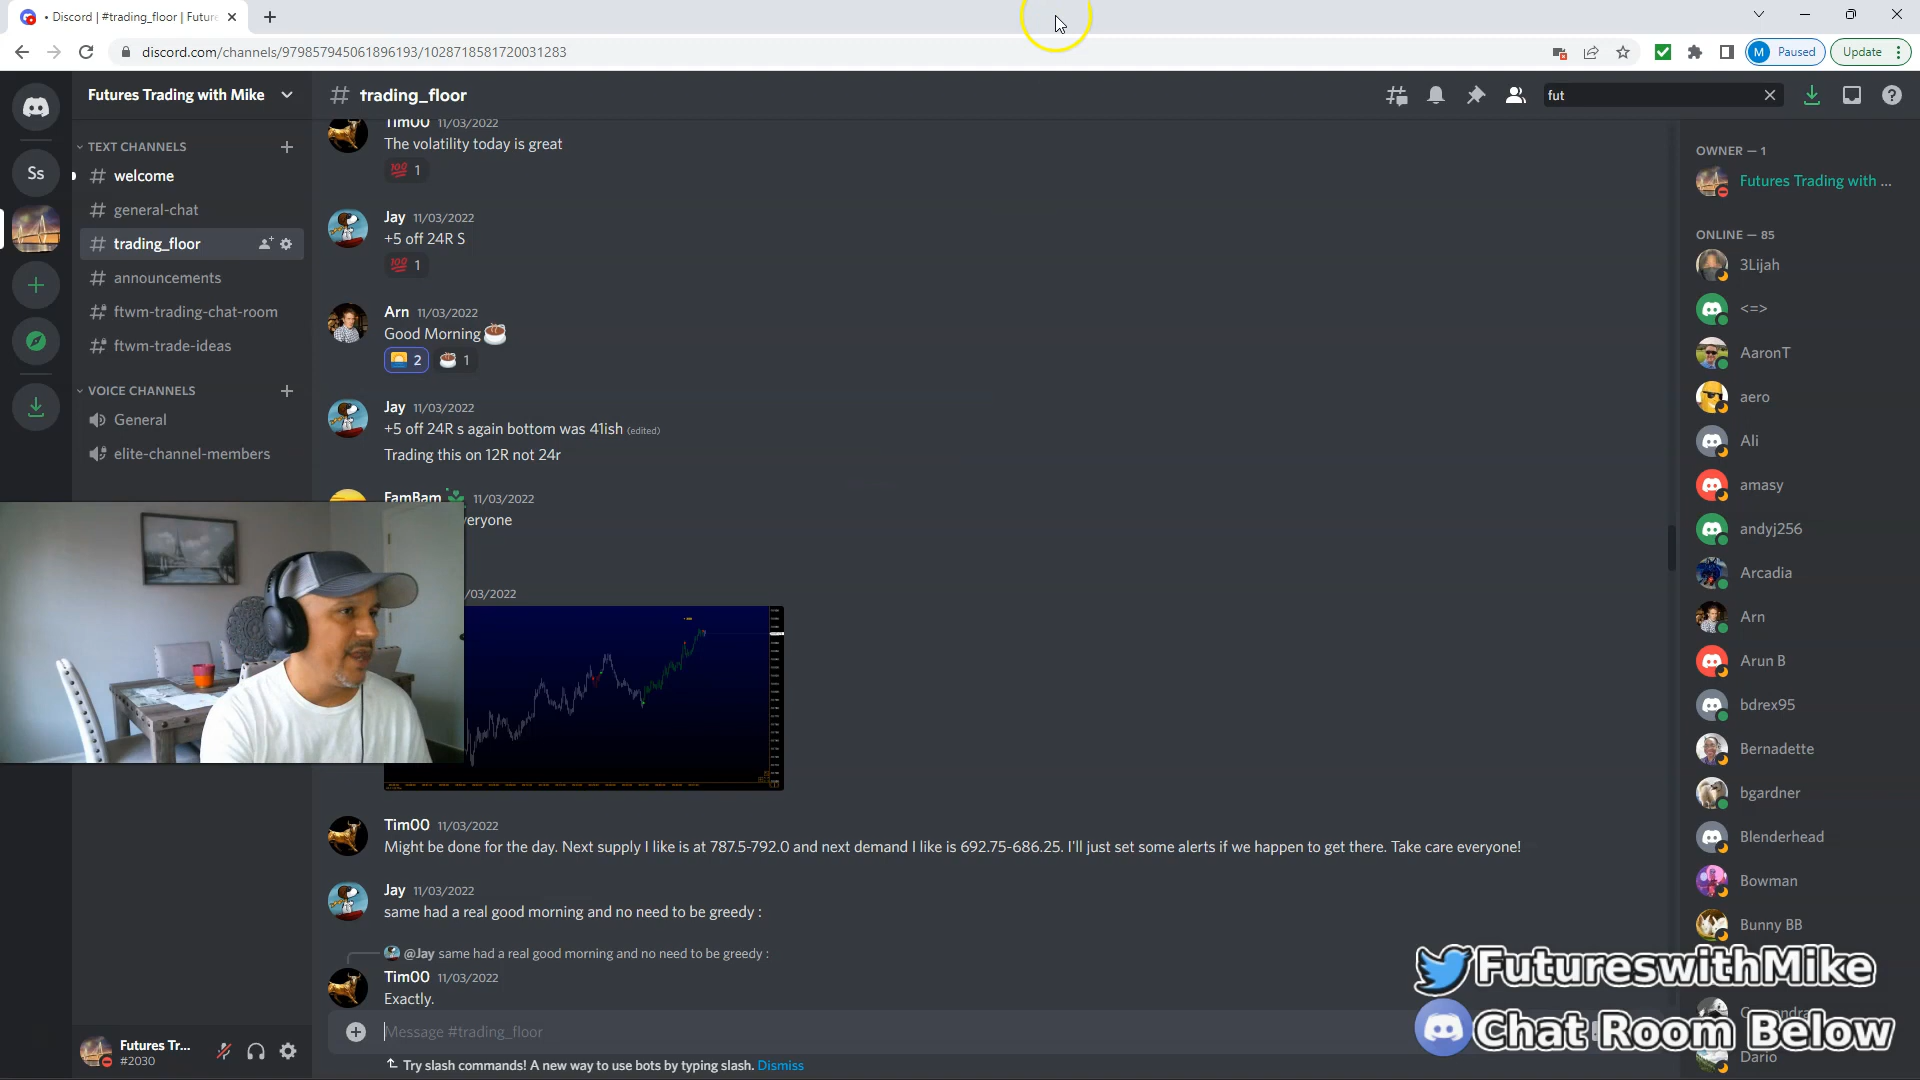 • Discord | #trading_floor | Future
discord.com/channels/979857945061896193/1028718581720031283
M Paused
Update
Futures Trading with Mike
trading_floor
fut
TEXT CHANNELS
Ss
welcome
general-chat
trading_floor
announcements
ftwm-trading-chat-room
ftwm-trade-ideas
VOICE CHANNELS
General
elite-channel-members
Tim00 11/03/2022
The volatility today is great
100 1
Jay 11/03/2022
+5 off 24R S
100 1
Arn 11/03/2022
Good Morning
2 1
Jay 11/03/2022
+5 off 24R s again bottom was 41ish (edited)
Trading this on 12R not 24r
FamBam 11/03/2022
veryone
/03/2022
Tim00 11/03/2022
Might be done for the day. Next supply I like is at 787.5-792.0 and next demand I like is 692.75-686.25. I'll just set some alerts if we happen to get there. Take care everyone!
Jay 11/03/2022
same had a real good morning and no need to be greedy :
@Jay same had a real good morning and no need to be greedy :
Tim00 11/03/2022
Exactly.
Message #trading_floor
Try slash commands! A new way to use bots by typing slash. Dismiss
Futures Tr...
#2030
OWNER — 1
Futures Trading with ...
ONLINE — 85
3Lijah
<=>
AaronT
aero
Ali
amasy
andyj256
Arcadia
Arn
Arun B
bdrex95
Bernadette
bgardner
Blenderhead
Bowman
Bunny BB
Dario
FutureswithMike
Chat Room Below